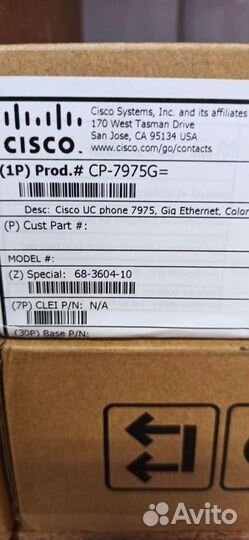 Cisco Systems, Inc. and its affiliates
170 West Tasman Drive
San Jose, CA 95134 USA
www.cisco.com/go/contacts
CISCO
(1P) Prod.# CP-7975G=
Desc: Cisco UC phone 7975, Gig Ethernet, Color
(P) Cust Part #:
MODEL #:
(Z) Special: 68-3604-10
(7P) CLEI P/N: N/A
(30P) Base P/N:
Avito